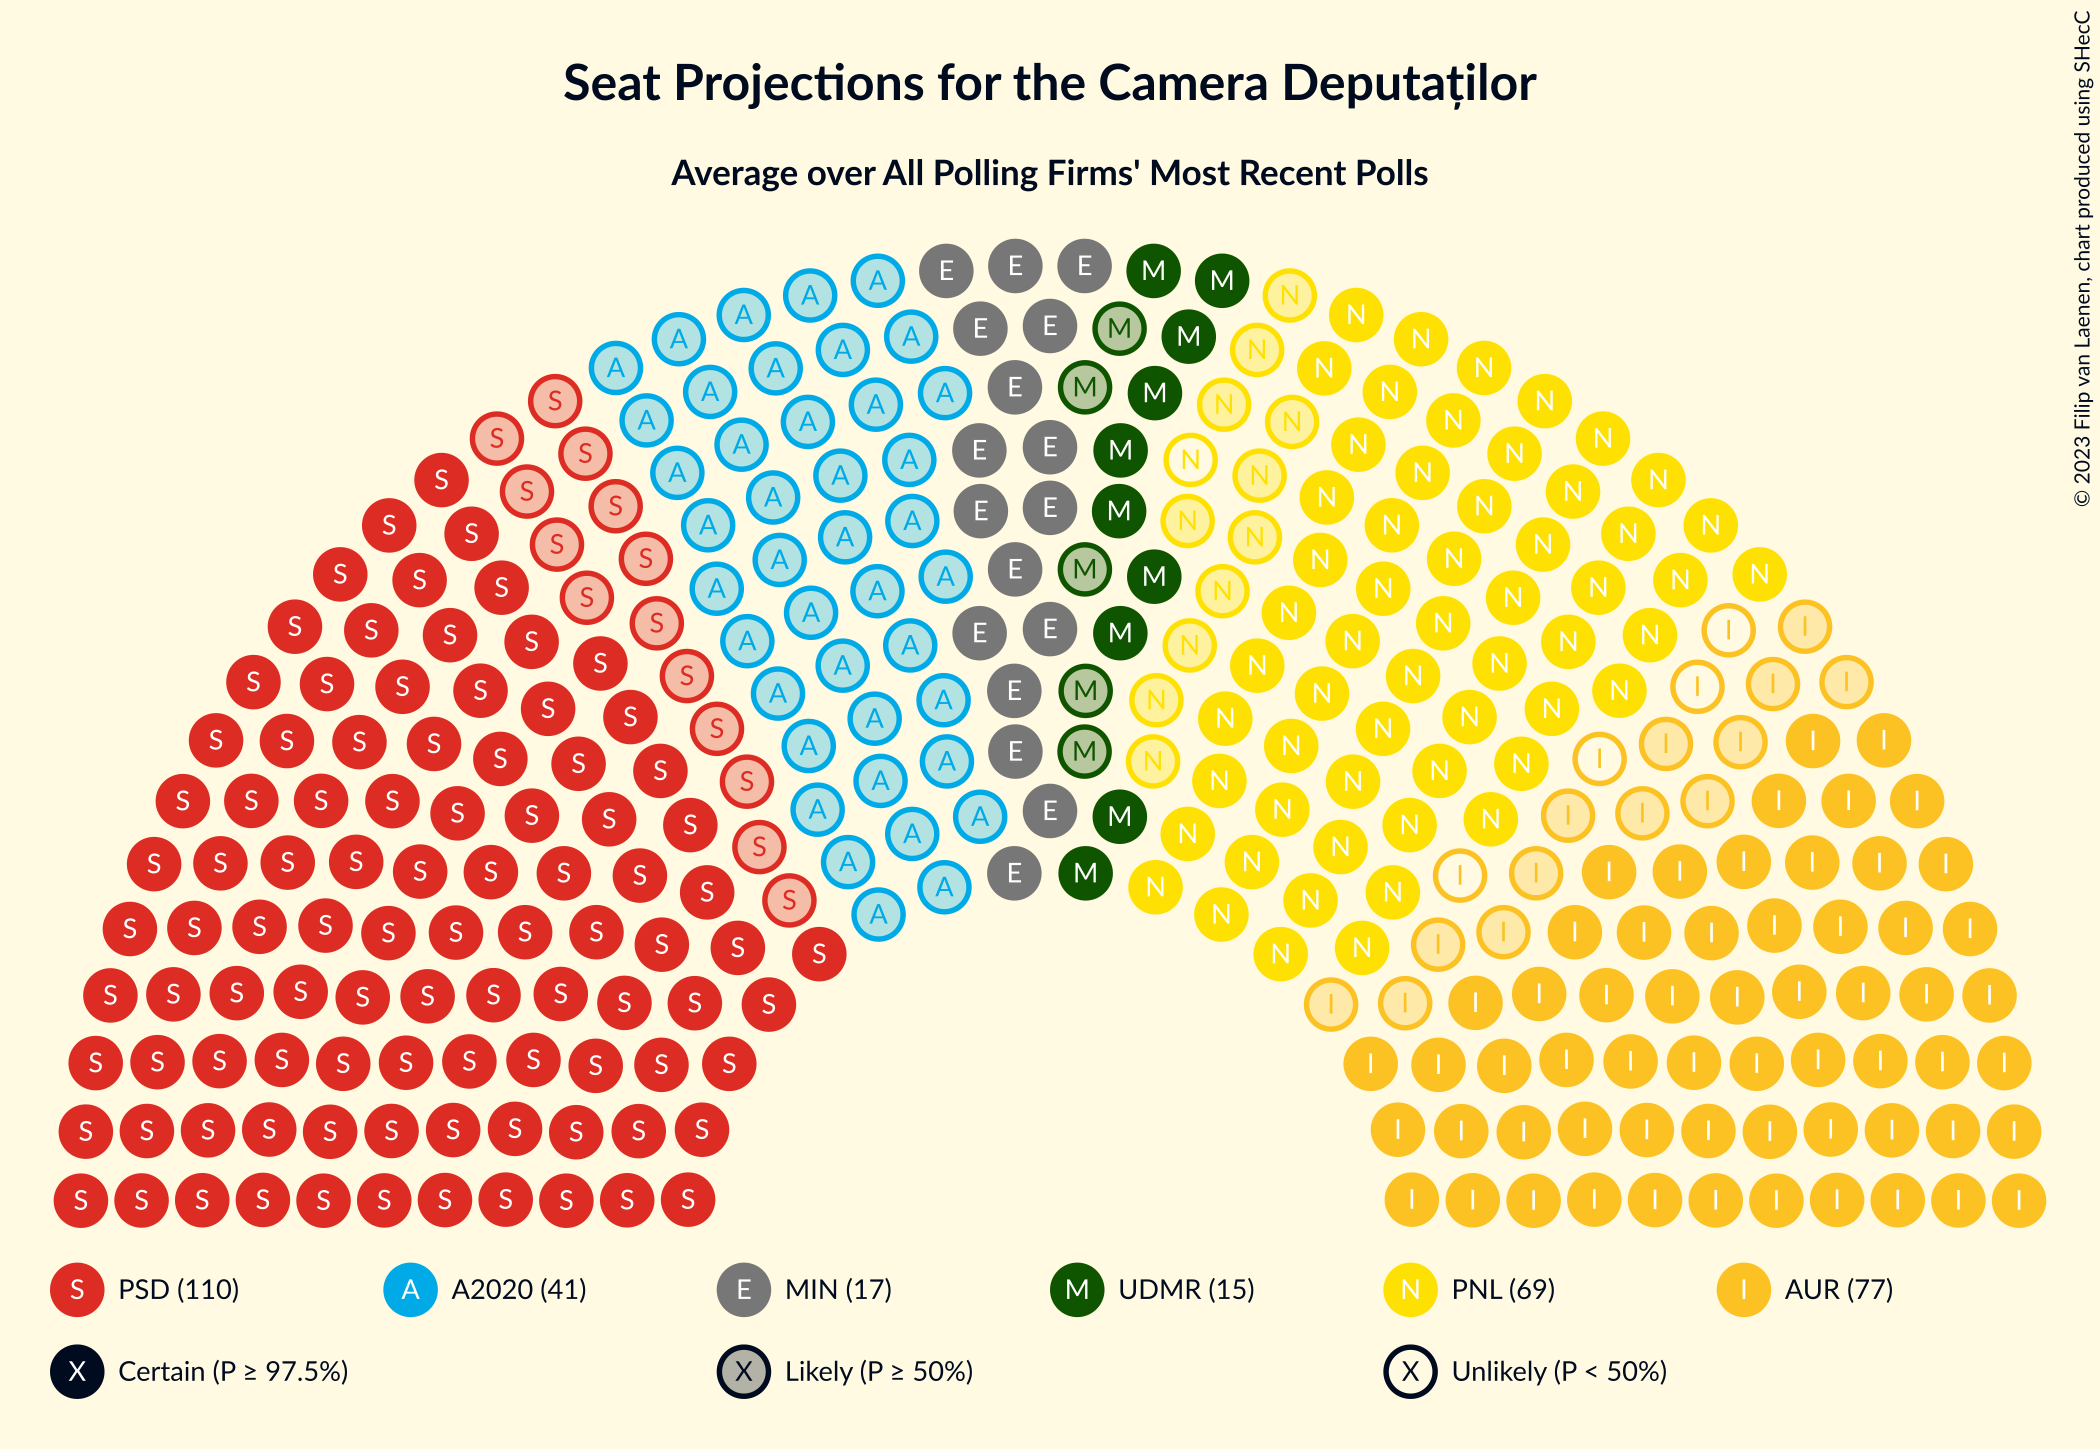 Seat Projections for the Camera Deputaților
Average over All Polling Firms' Most Recent Polls
© 2023 Filip van Laenen, chart produced using SHecC
S PSD (110) A A2020 (41) E MIN (17) M UDMR (15) N PNL (69) I AUR (77)
X Certain (P ≥ 97.5%) X Likely (P ≥ 50%) X Unlikely (P < 50%)